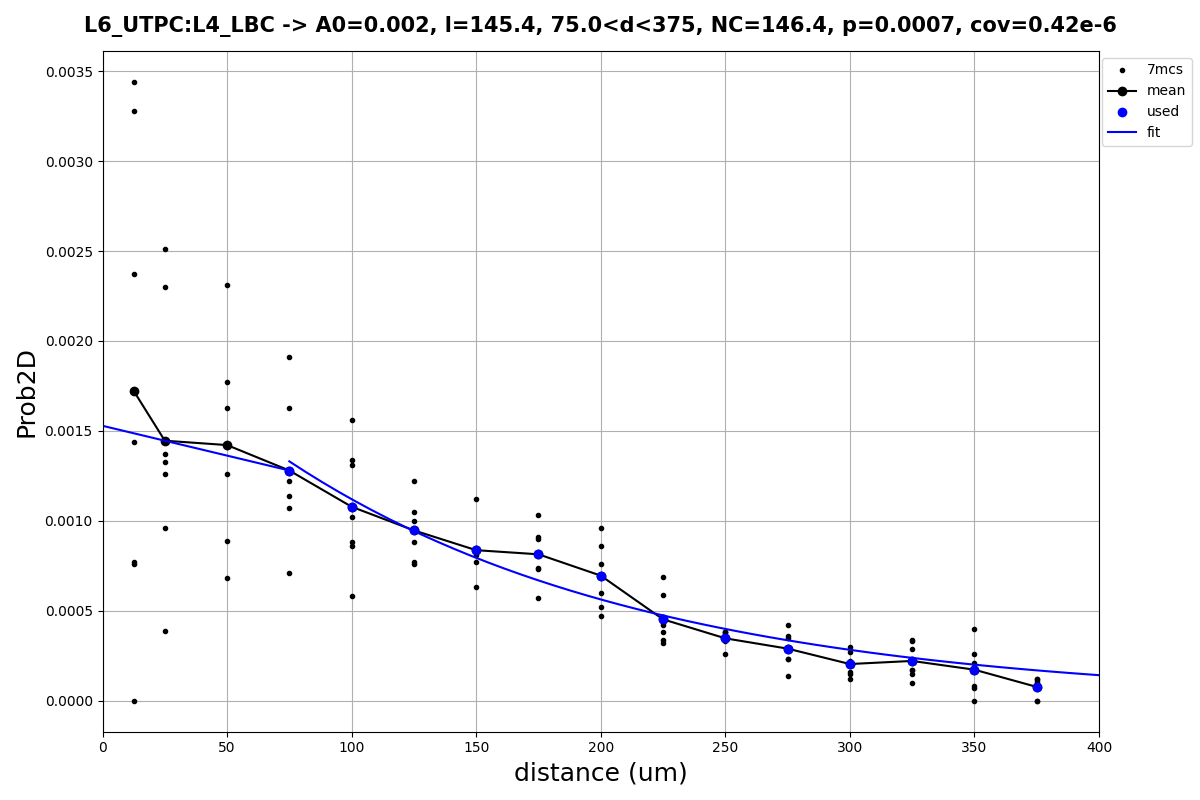 L6_UTPC:L4_LBC -> A0=0.002, l=145.4, 75.0<d<375, NC=146.4, p=0.0007, cov=0.42e-6
7mcs
mean
used
fit
0.0035
0.0030
0.0025
0.0020
0.0015
0.0010
0.0005
0.0000
Prob2D
0 50 100 150 200 250 300 350 400
distance (um)